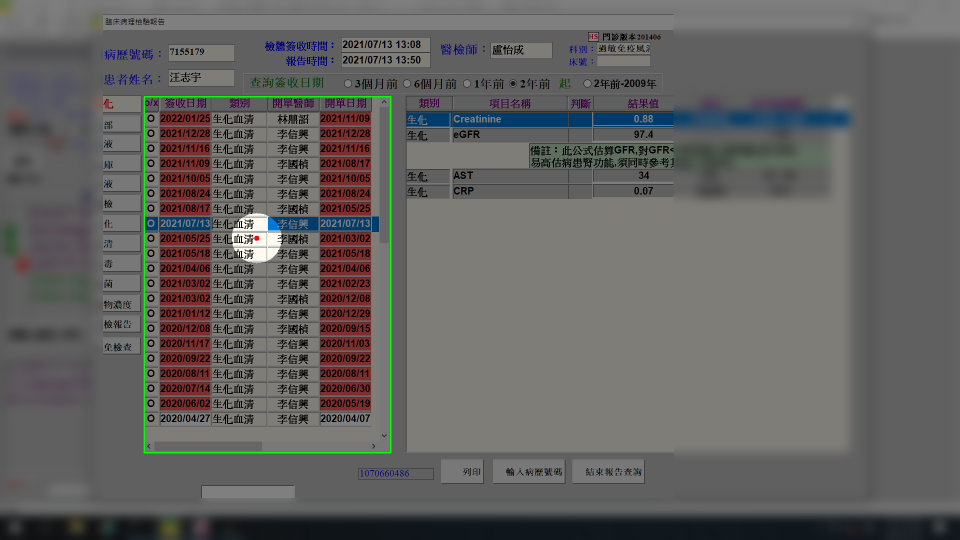 臨床病理檢驗報告
HS 門診版本201406
病歷號碼： 7155179 檢體簽收時間： 2021/07/13 13:08 醫檢師： 盧怡成 科別： 過敏免疫風
報告時間： 2021/07/13 13:50 床號：
患者姓名： 汪志宇
查詢簽收日期 3個月前 6個月前 1年前 2年前 起 2年前-2009年
化
部
液
庫
液
檢
化
清
毒
菌
物濃度
檢報告
免檢查
o/x 簽收日期 類別 開單醫師 開單日期
O 2022/01/25 生化血清 林鵬韶 2021/11/09
O 2021/12/28 生化血清 李信興 2021/12/28
O 2021/11/16 生化血清 李信興 2021/11/16
O 2021/11/09 生化血清 李國楨 2021/08/17
O 2021/10/05 生化血清 李信興 2021/10/05
O 2021/08/24 生化血清 李信興 2021/08/24
O 2021/08/17 生化血清 李國楨 2021/05/25
O 2021/07/13 生化血清 李信興 2021/07/13
O 2021/05/25 生化血清 李國楨 2021/03/02
O 2021/05/18 生化血清 李信興 2021/05/18
O 2021/04/06 生化血清 李信興 2021/04/06
O 2021/03/02 生化血清 李信興 2021/02/23
O 2021/03/02 生化血清 李國楨 2020/12/08
O 2021/01/12 生化血清 李信興 2020/12/29
O 2020/12/08 生化血清 李國楨 2020/09/15
O 2020/11/17 生化血清 李信興 2020/11/03
O 2020/09/22 生化血清 李信興 2020/09/22
O 2020/08/11 生化血清 李信興 2020/08/11
O 2020/07/14 生化血清 李信興 2020/06/30
O 2020/06/02 生化血清 李信興 2020/05/19
O 2020/04/27 生化血清 李信興 2020/04/07
類別 項目名稱 判斷 結果值
生化 Creatinine 0.88
生化 eGFR 97.4
備註：此公式估算GFR,對GFR<
易高估病患腎功能,須同時參考
生化 AST 34
生化 CRP 0.07
1070660486 列印 輸入病歷號碼 結束報告查詢